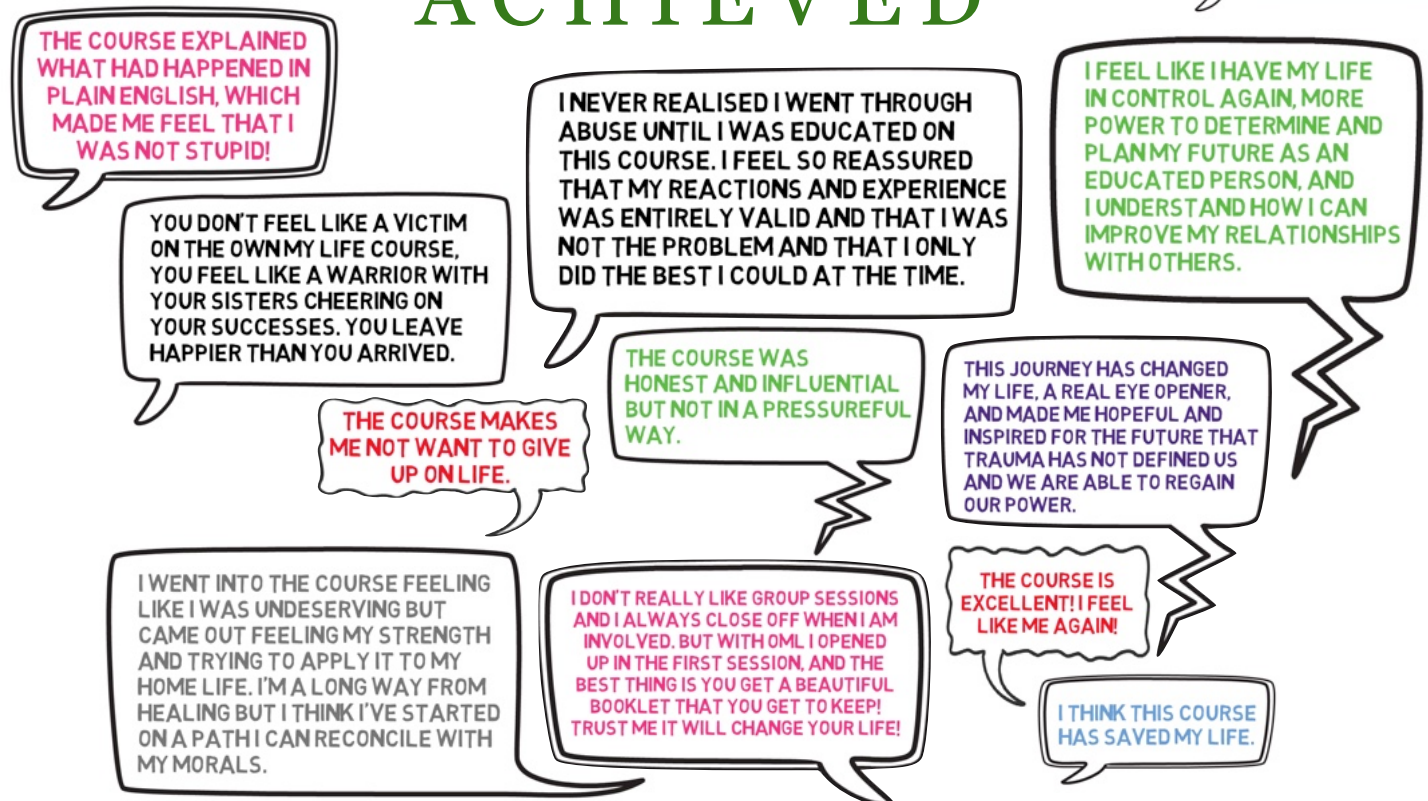 ACHIEVED
THE COURSE EXPLAINED
WHAT HAD HAPPENED IN
PLAIN ENGLISH, WHICH
MADE ME FEEL THAT I
WAS NOT STUPID!
I NEVER REALISED I WENT THROUGH
ABUSE UNTIL I WAS EDUCATED ON
THIS COURSE. I FEEL SO REASSURED
THAT MY REACTIONS AND EXPERIENCE
WAS ENTIRELY VALID AND THAT I WAS
NOT THE PROBLEM AND THAT I ONLY
DID THE BEST I COULD AT THE TIME.
I FEEL LIKE I HAVE MY LIFE
IN CONTROL AGAIN, MORE
POWER TO DETERMINE AND
PLAN MY FUTURE AS AN
EDUCATED PERSON, AND
I UNDERSTAND HOW I CAN
IMPROVE MY RELATIONSHIPS
WITH OTHERS.
YOU DON'T FEEL LIKE A VICTIM
ON THE OWN MY LIFE COURSE,
YOU FEEL LIKE A WARRIOR WITH
YOUR SISTERS CHEERING ON
YOUR SUCCESSES. YOU LEAVE
HAPPIER THAN YOU ARRIVED.
THE COURSE WAS
HONEST AND INFLUENTIAL
BUT NOT IN A PRESSUREFUL
WAY.
THIS JOURNEY HAS CHANGED
MY LIFE, A REAL EYE OPENER,
AND MADE ME HOPEFUL AND
INSPIRED FOR THE FUTURE THAT
TRAUMA HAS NOT DEFINED US
AND WE ARE ABLE TO REGAIN
OUR POWER.
THE COURSE MAKES
ME NOT WANT TO GIVE
UP ON LIFE.
I WENT INTO THE COURSE FEELING
LIKE I WAS UNDESERVING BUT
CAME OUT FEELING MY STRENGTH
AND TRYING TO APPLY IT TO MY
HOME LIFE. I'M A LONG WAY FROM
HEALING BUT I THINK I'VE STARTED
ON A PATH I CAN RECONCILE WITH
MY MORALS.
I DON'T REALLY LIKE GROUP SESSIONS
AND I ALWAYS CLOSE OFF WHEN I AM
INVOLVED. BUT WITH OML I OPENED
UP IN THE FIRST SESSION, AND THE
BEST THING IS YOU GET A BEAUTIFUL
BOOKLET THAT YOU GET TO KEEP!
TRUST ME IT WILL CHANGE YOUR LIFE!
THE COURSE IS
EXCELLENT! I FEEL
LIKE ME AGAIN!
I THINK THIS COURSE
HAS SAVED MY LIFE.